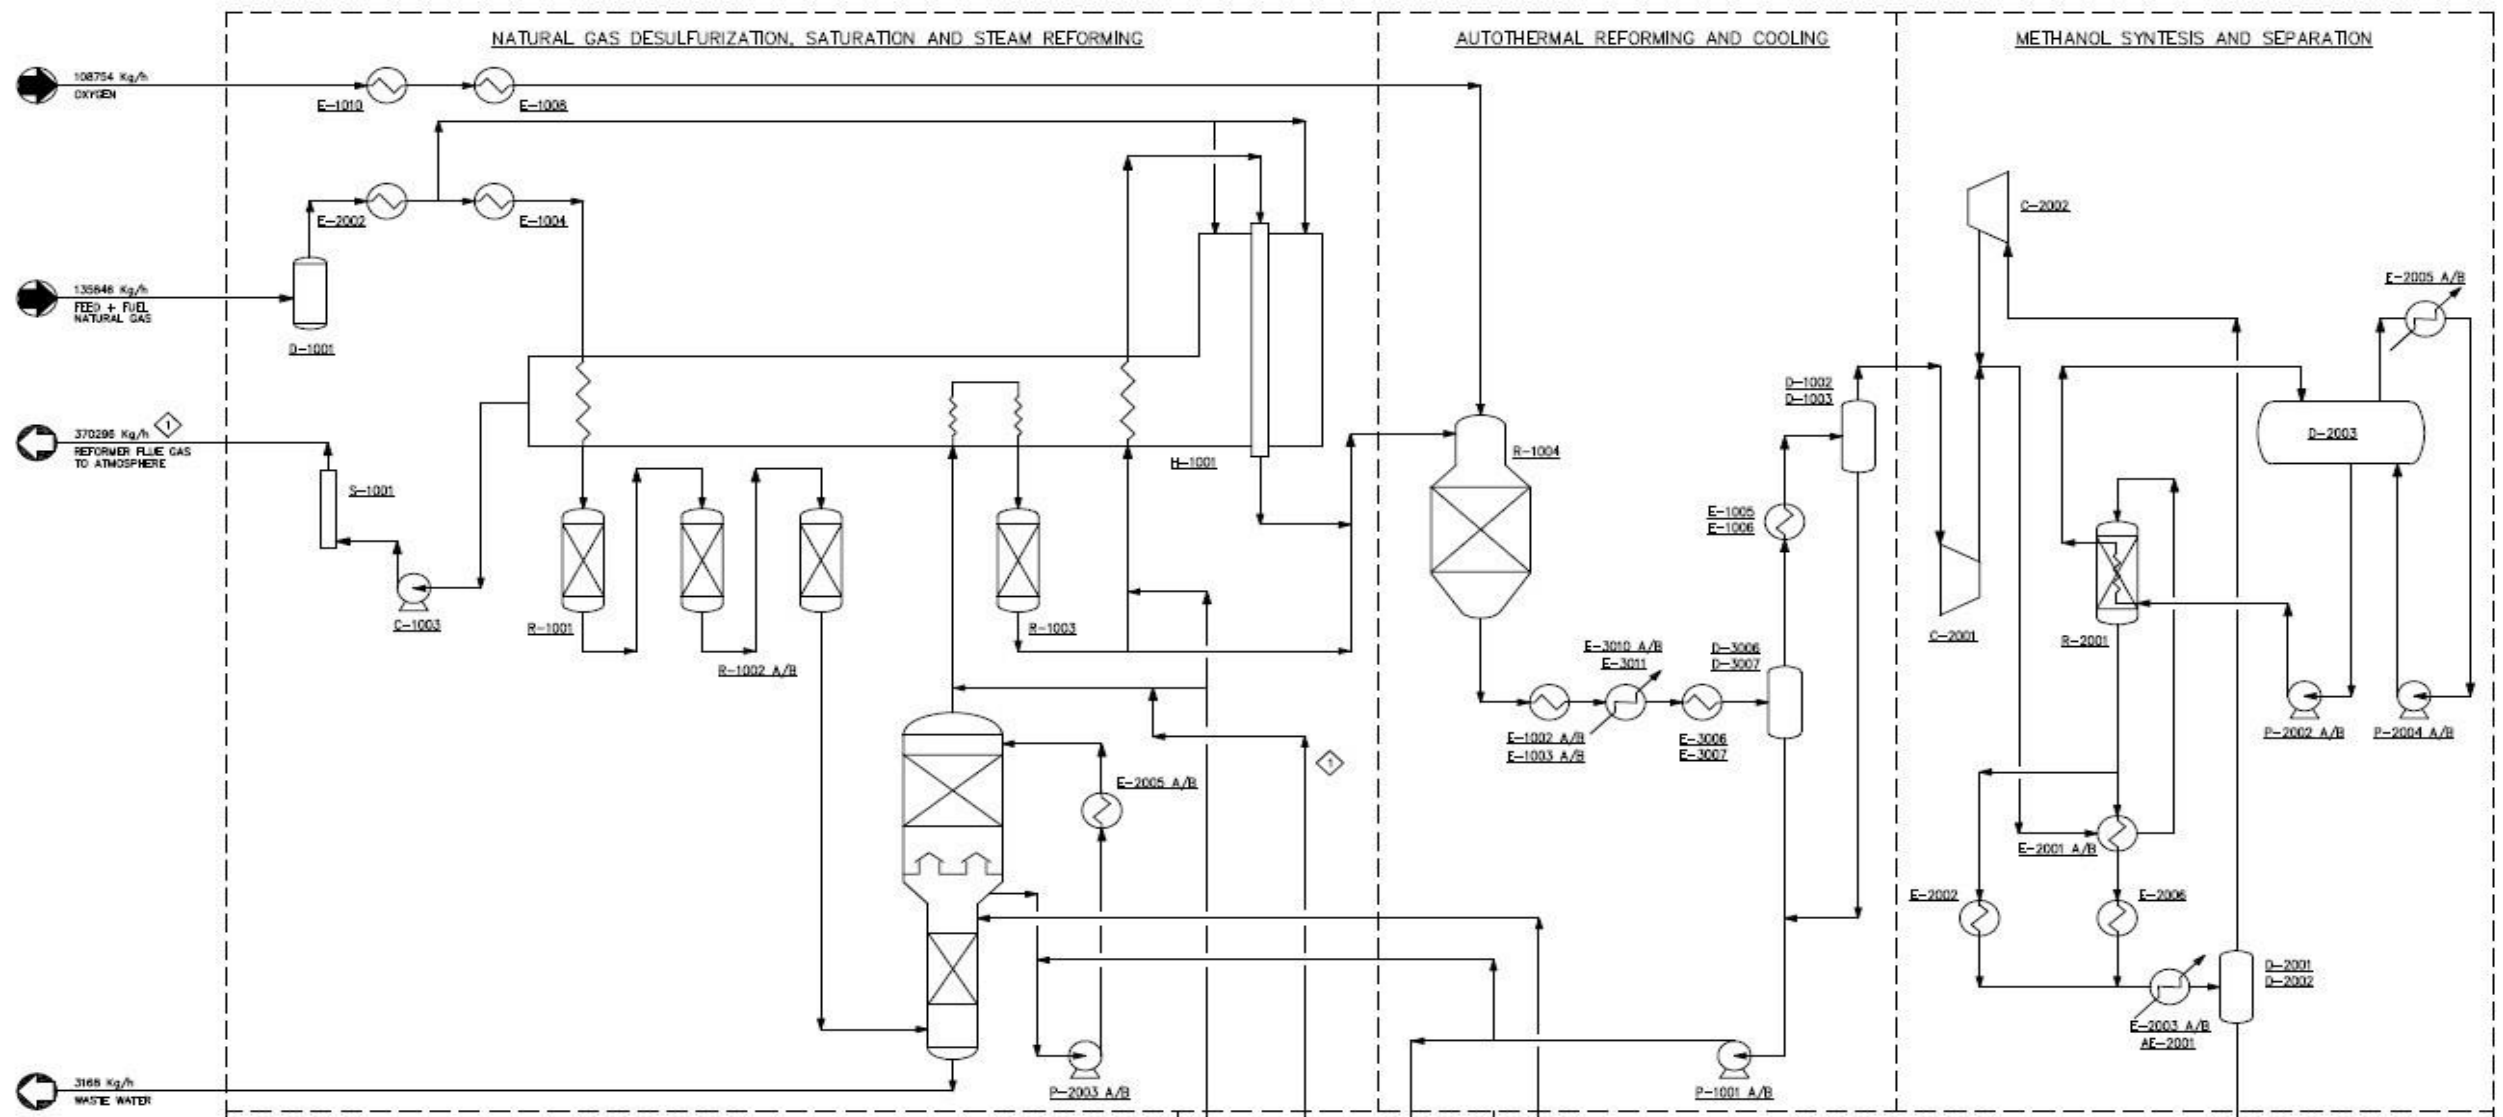 NATURAL GAS DESULFURIZATION, SATURATION AND STEAM REFORMING
AUTOTHERMAL REFORMING AND COOLING
METHANOL SYNTESIS AND SEPARATION
108754 Kg/h
OXYGEN
E-1010
E-1008
E-2002
E-1004
C-2002
E-2005 A/B
135646 Kg/h
FEED + FUEL
NATURAL GAS
D-1001
D-1002
D-1003
D-2003
370296 Kg/h
1
REFORMER FLUE GAS
TO ATMOSPHERE
H-1001
R-1004
S-1001
E-1005
E-1006
C-1003
R-1001
R-1002 A/B
R-1003
C-2001
R-2001
E-3010 A/B
E-3011
D-3006
D-3007
P-2002 A/B
P-2004 A/B
E-1002 A/B
E-1003 A/B
E-3006
E-3007
1
E-2005 A/B
E-2001 A/B
E-2002
E-2006
D-2001
D-2002
E-2003 A/B
AE-2001
3168 Kg/h
WASTE WATER
P-2003 A/B
P-1001 A/B